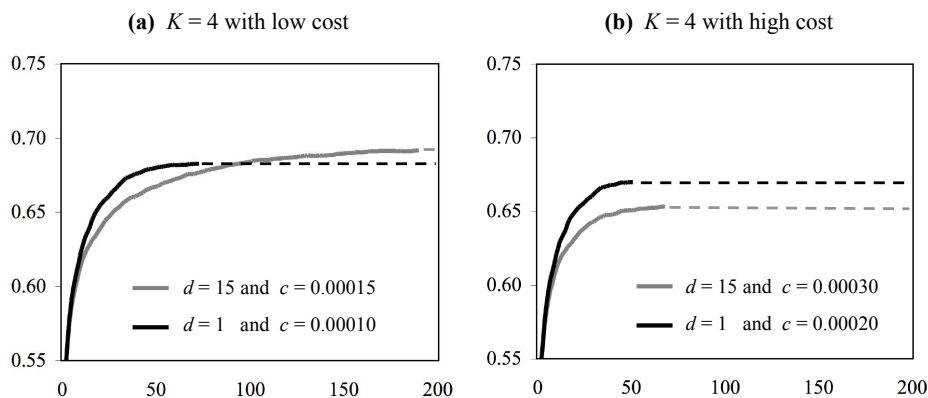 (a) K = 4 with low cost
0.75
0.70
0.65
0.60
0.55
d = 15 and c = 0.00015
d = 1 and c = 0.00010
0 50 100 150 200
(b) K = 4 with high cost
0.75
0.70
0.65
0.60
0.55
d = 15 and c = 0.00030
d = 1 and c = 0.00020
0 50 100 150 200